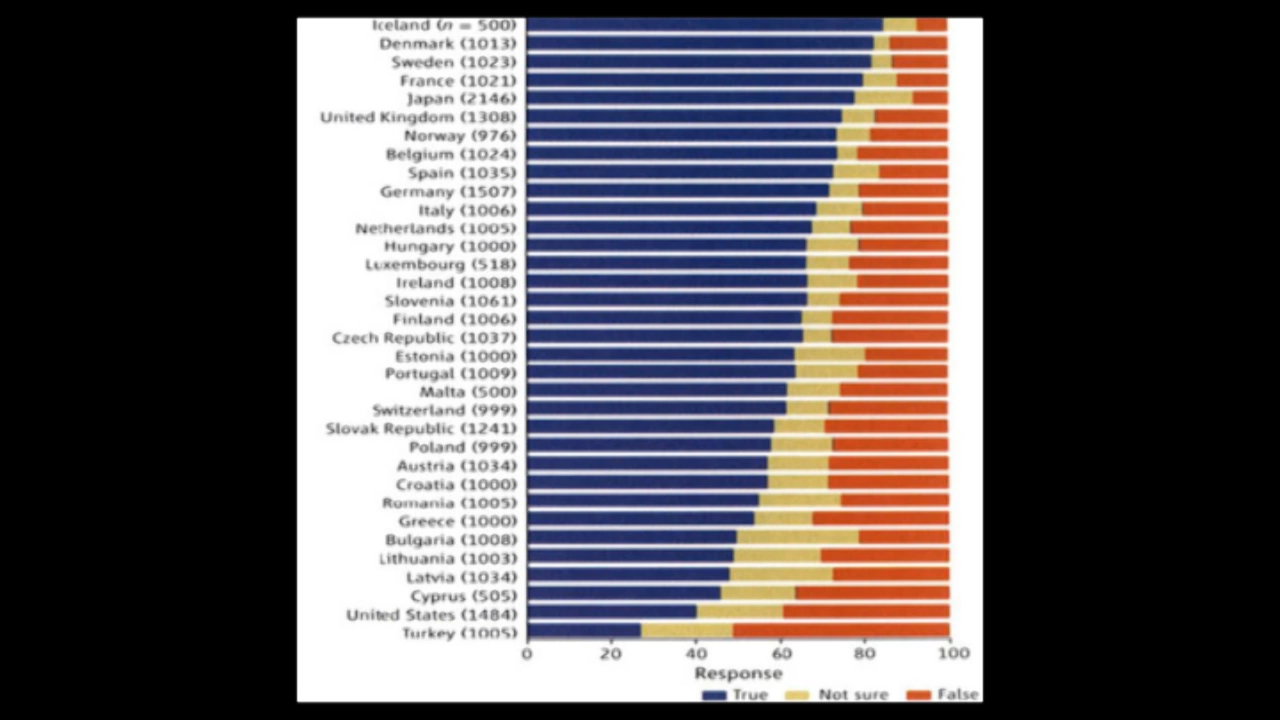 Iceland (n = 500)
Denmark (1013)
Sweden (1023)
France (1021)
Japan (2146)
United Kingdom (1308)
Norway (976)
Belgium (1024)
Spain (1035)
Germany (1507)
Italy (1006)
Netherlands (1005)
Hungary (1000)
Luxembourg (518)
Ireland (1008)
Slovenia (1061)
Finland (1006)
Czech Republic (1037)
Estonia (1000)
Portugal (1009)
Malta (500)
Switzerland (999)
Slovak Republic (1241)
Poland (999)
Austria (1034)
Croatia (1000)
Romania (1005)
Greece (1000)
Bulgaria (1008)
Lithuania (1003)
Latvia (1034)
Cyprus (505)
United States (1484)
Turkey (1005)
0 20 40 60 80 100
Response
True Not sure False